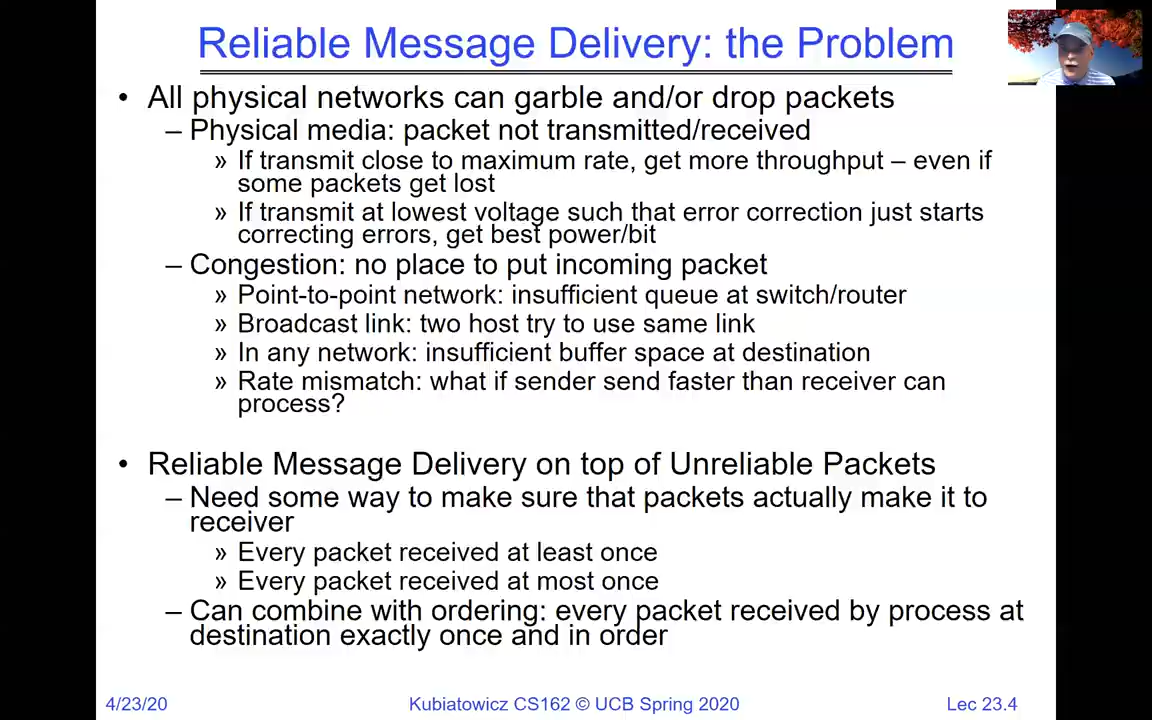 Reliable Message Delivery: the Problem
• All physical networks can garble and/or drop packets
– Physical media: packet not transmitted/received
» If transmit close to maximum rate, get more throughput – even if
some packets get lost
» If transmit at lowest voltage such that error correction just starts
correcting errors, get best power/bit
– Congestion: no place to put incoming packet
» Point-to-point network: insufficient queue at switch/router
» Broadcast link: two host try to use same link
» In any network: insufficient buffer space at destination
» Rate mismatch: what if sender send faster than receiver can
process?
• Reliable Message Delivery on top of Unreliable Packets
– Need some way to make sure that packets actually make it to
receiver
» Every packet received at least once
» Every packet received at most once
– Can combine with ordering: every packet received by process at
destination exactly once and in order
4/23/20 Kubiatowicz CS162 © UCB Spring 2020 Lec 23.4